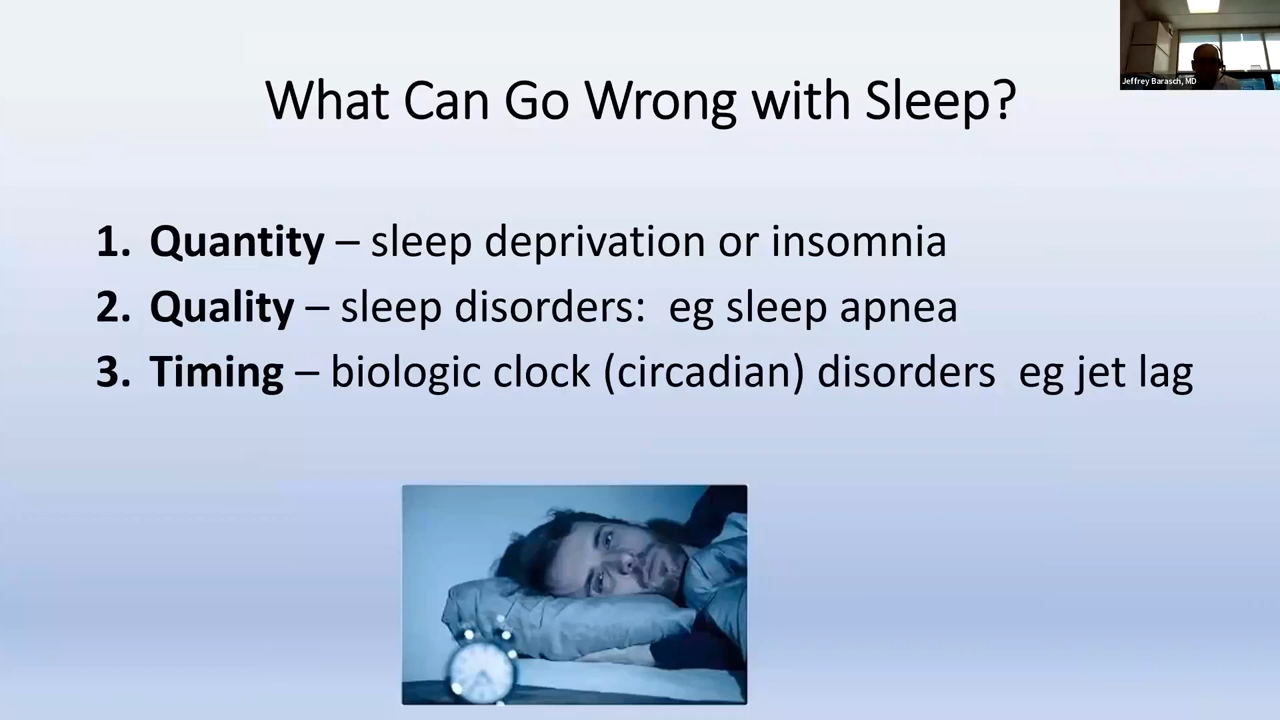 Jeffrey Barasch, MD
What Can Go Wrong with Sleep?
1. Quantity – sleep deprivation or insomnia
2. Quality – sleep disorders:  eg sleep apnea
3. Timing – biologic clock (circadian) disorders  eg jet lag